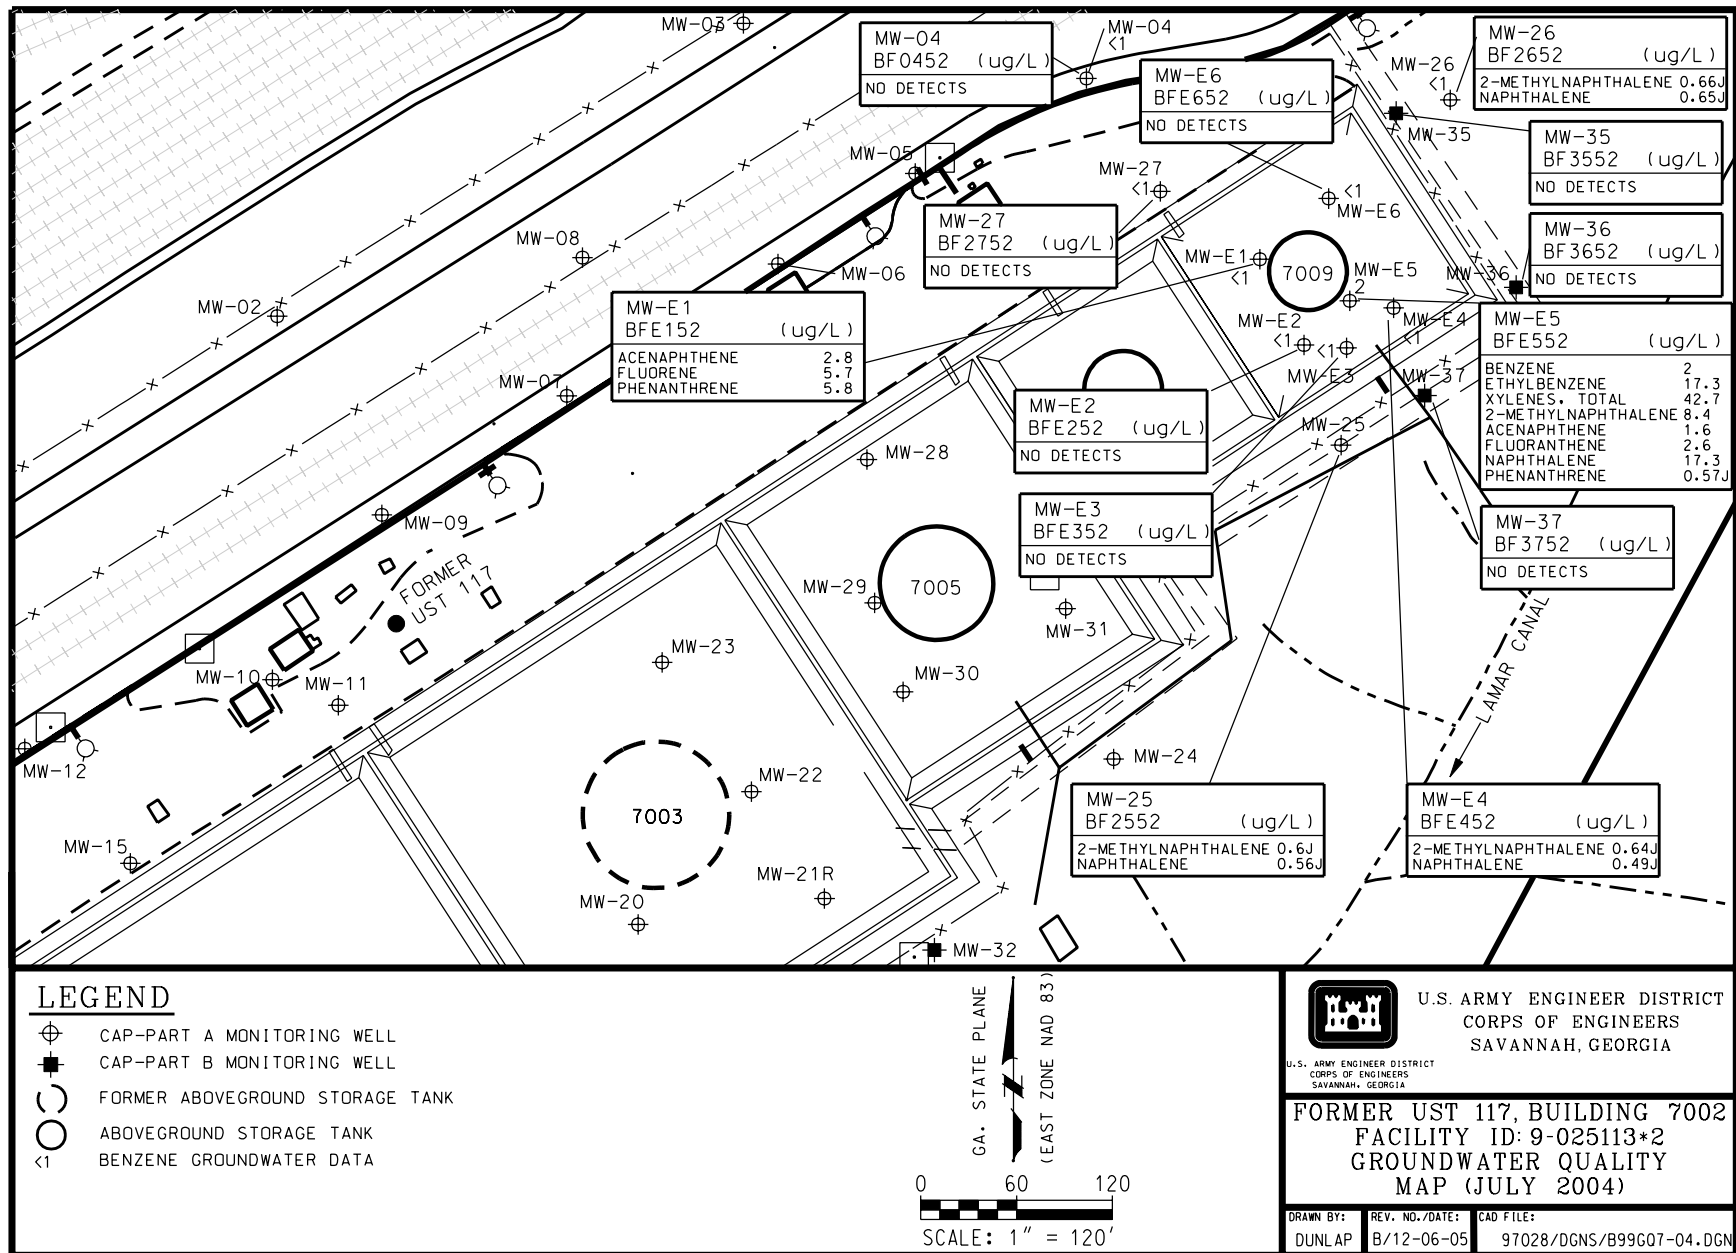 MW-03
MW-04
<1
MW-04
BF0452 (ug/L)
NO DETECTS
MW-E6
BFE652 (ug/L)
NO DETECTS
MW-26
<1
MW-26
BF2652 (ug/L)
2-METHYLNAPHTHALENE 0.66J
NAPHTHALENE 0.65J
MW-35
MW-35
BF3552 (ug/L)
NO DETECTS
MW-05
MW-27
<1
<1
MW-E6
MW-27
BF2752 (ug/L)
NO DETECTS
MW-36
BF3652 (ug/L)
NO DETECTS
MW-08
MW-06
MW-E1
<1
7009
MW-E5
2
MW-36
MW-02
MW-E1
BFE152 (ug/L)
ACENAPHTHENE 2.8
FLUORENE 5.7
PHENANTHRENE 5.8
MW-E2
<1
<1
MW-E4
<1
MW-E5
BFE552 (ug/L)
BENZENE 2
ETHYLBENZENE 17.3
XYLENES, TOTAL 42.7
2-METHYLNAPHTHALENE 8.4
ACENAPHTHENE 1.6
FLUORANTHENE 2.6
NAPHTHALENE 17.3
PHENANTHRENE 0.57J
MW-07
MW-E3
MW-37
MW-E2
BFE252 (ug/L)
NO DETECTS
MW-25
MW-28
MW-E3
BFE352 (ug/L)
NO DETECTS
MW-37
BF3752 (ug/L)
NO DETECTS
MW-09
FORMER
UST 117
MW-29
7005
MW-31
LAMAR CANAL
MW-23
MW-10
MW-11
MW-30
MW-12
MW-24
MW-22
7003
MW-25
BF2552 (ug/L)
2-METHYLNAPHTHALENE 0.6J
NAPHTHALENE 0.56J
MW-E4
BFE452 (ug/L)
2-METHYLNAPHTHALENE 0.64J
NAPHTHALENE 0.49J
MW-15
MW-21R
MW-20
MW-32
LEGEND
CAP-PART A MONITORING WELL
CAP-PART B MONITORING WELL
FORMER ABOVEGROUND STORAGE TANK
ABOVEGROUND STORAGE TANK
<1 BENZENE GROUNDWATER DATA
GA. STATE PLANE
(EAST ZONE NAD 83)
0 60 120
SCALE: 1" = 120'
U.S. ARMY ENGINEER DISTRICT
CORPS OF ENGINEERS
SAVANNAH, GEORGIA
U.S. ARMY ENGINEER DISTRICT
CORPS OF ENGINEERS
SAVANNAH, GEORGIA
FORMER UST 117, BUILDING 7002
FACILITY ID: 9-025113*2
GROUNDWATER QUALITY
MAP (JULY 2004)
DRAWN BY:
DUNLAP
REV. NO./DATE:
B/12-06-05
CAD FILE:
97028/DGNS/B99GQ7-04.DGN